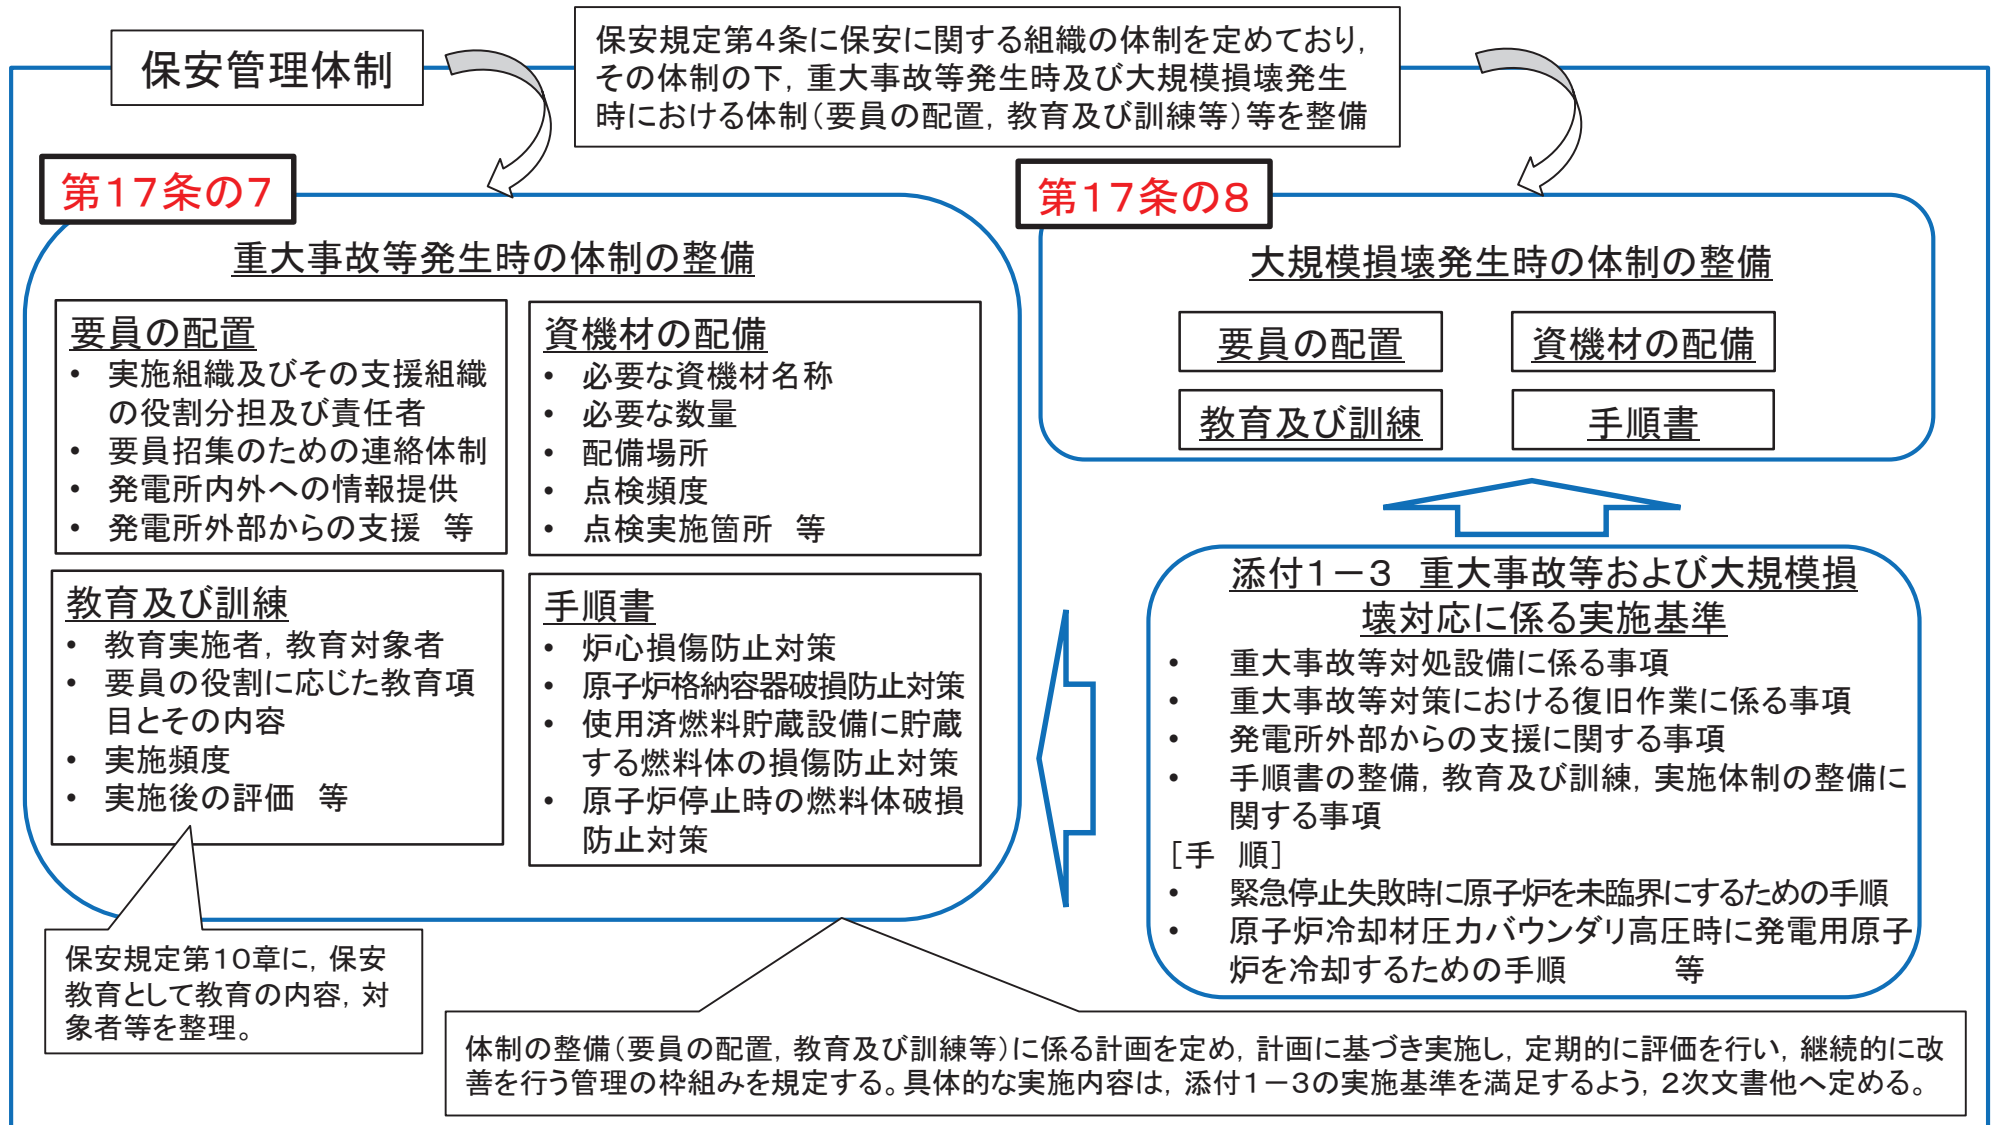 保安管理体制
保安規定第4条に保安に関する組織の体制を定めており，
その体制の下，重大事故等発生時及び大規模損壊発生
時における体制（要員の配置，教育及び訓練等）等を整備
第17条の7
重大事故等発生時の体制の整備
要員の配置
• 実施組織及びその支援組織
の役割分担及び責任者
• 要員招集のための連絡体制
• 発電所内外への情報提供
• 発電所外部からの支援　等
資機材の配備
• 必要な資機材名称
• 必要な数量
• 配備場所
• 点検頻度
• 点検実施箇所　等
教育及び訓練
• 教育実施者，教育対象者
• 要員の役割に応じた教育項
目とその内容
• 実施頻度
• 実施後の評価　等
手順書
• 炉心損傷防止対策
• 原子炉格納容器破損防止対策
• 使用済燃料貯蔵設備に貯蔵
する燃料体の損傷防止対策
• 原子炉停止時の燃料体破損
防止対策
第17条の8
大規模損壊発生時の体制の整備
要員の配置
資機材の配備
教育及び訓練
手順書
添付1－3　重大事故等および大規模損
壊対応に係る実施基準
• 重大事故等対処設備に係る事項
• 重大事故等対策における復旧作業に係る事項
• 発電所外部からの支援に関する事項
• 手順書の整備，教育及び訓練，実施体制の整備に
関する事項
［手　順］
• 緊急停止失敗時に原子炉を未臨界にするための手順
• 原子炉冷却材圧力バウンダリ高圧時に発電用原子
炉を冷却するための手順　　　等
保安規定第10章に，保安
教育として教育の内容，対
象者等を整理。
体制の整備（要員の配置，教育及び訓練等）に係る計画を定め，計画に基づき実施し，定期的に評価を行い，継続的に改
善を行う管理の枠組みを規定する。具体的な実施内容は，添付1－3の実施基準を満足するよう，2次文書他へ定める。